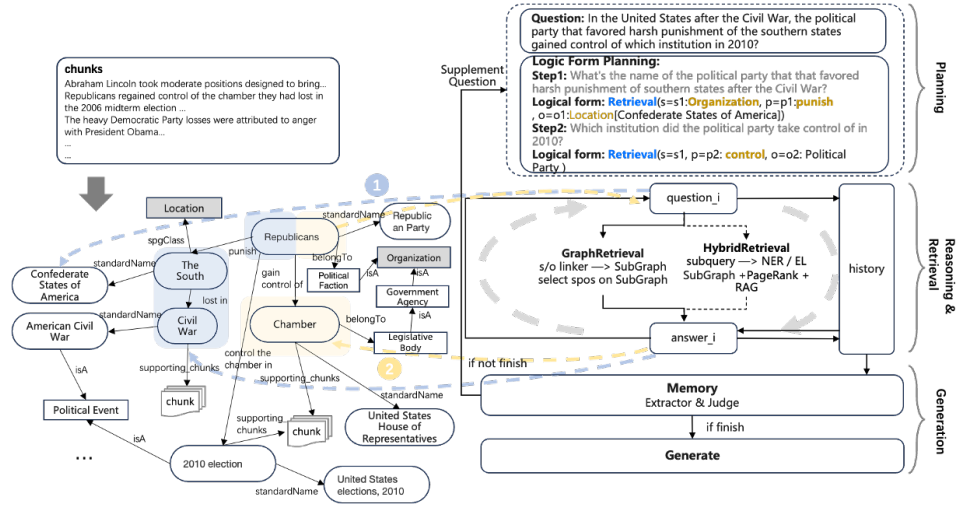 chunks
Abraham Lincoln took moderate positions designed to bring...
Republicans regained control of the chamber they had lost in
the 2006 midterm election ...
The heavy Democratic Party losses were attributed to anger
with President Obama...
...
...
Supplement
Question
Question: In the United States after the Civil War, the political
party that favored harsh punishment of the southern states
gained control of which institution in 2010?
Logic Form Planning:
Step1: What's the name of the political party that that favored
harsh punishment of southern states after the Civil War?
Logical form: Retrieval(s=s1:Organization, p=p1:punish
, o=o1:Location[Confederate States of America])
Step2: Which institution did the political party take control of in
2010?
Logical form: Retrieval(s=s1, p=p2: control, o=o2: Political
Party )
Planning
1
Location
spgClass
standardName
Confederate
States of
America
The
South
punish
Republicans
standardName
Republic
an Party
belongTo
Political
Faction
isA
Organization
isA
Government
Agency
isA
gain
control of
lost in
Civil
War
standardName
American Civil
War
Chamber
belongTo
Legislative
Body
2
isA
supporting_chunks
chunk
control the
chamber in
supporting_chunks
standardName
Political Event
supporting
chunks
chunk
United States
House of
Representatives
isA
...
2010 election
standardName
United States
elections, 2010
question_i
GraphRetrieval
s/o linker —> SubGraph
select spos on SubGraph
HybridRetrieval
subquery —> NER / EL
SubGraph +PageRank +
RAG
history
answer_i
Reasoning &
Retrieval
if not finish
Memory
Extractor & Judge
if finish
Generate
Generation